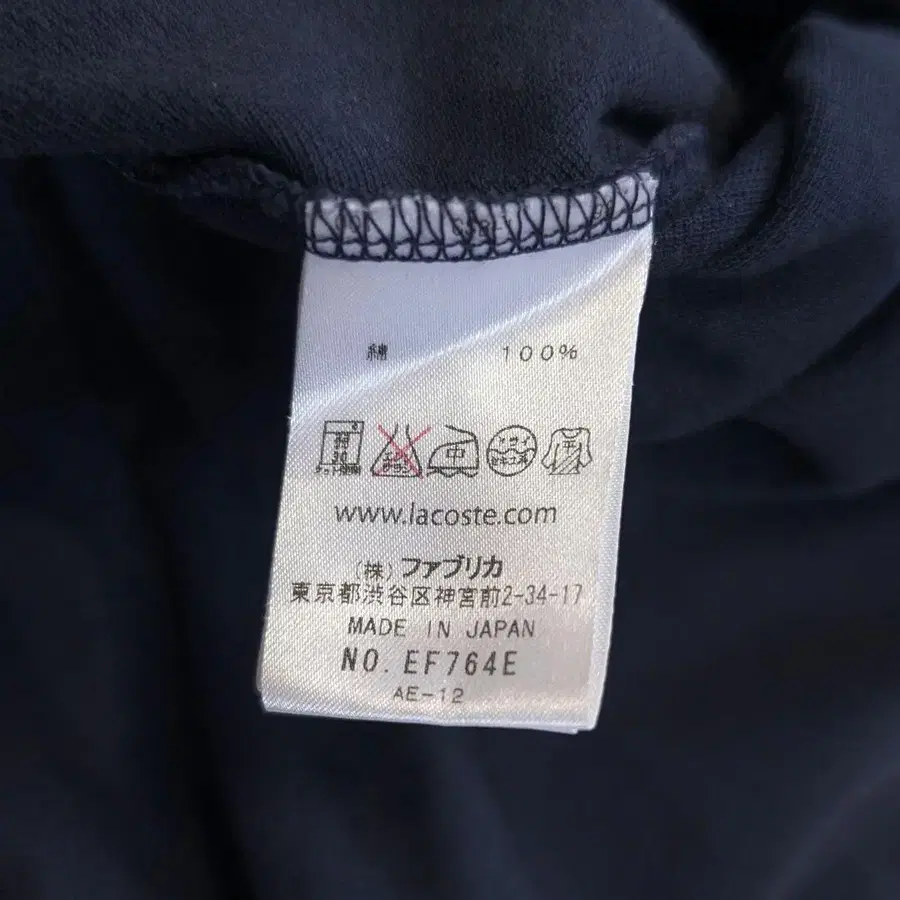 綿 100%
中
www.lacoste.com
(株)ファブリカ
東京都渋谷区神宮前2-34-17
MADE IN JAPAN
NO. EF764E
AE-12